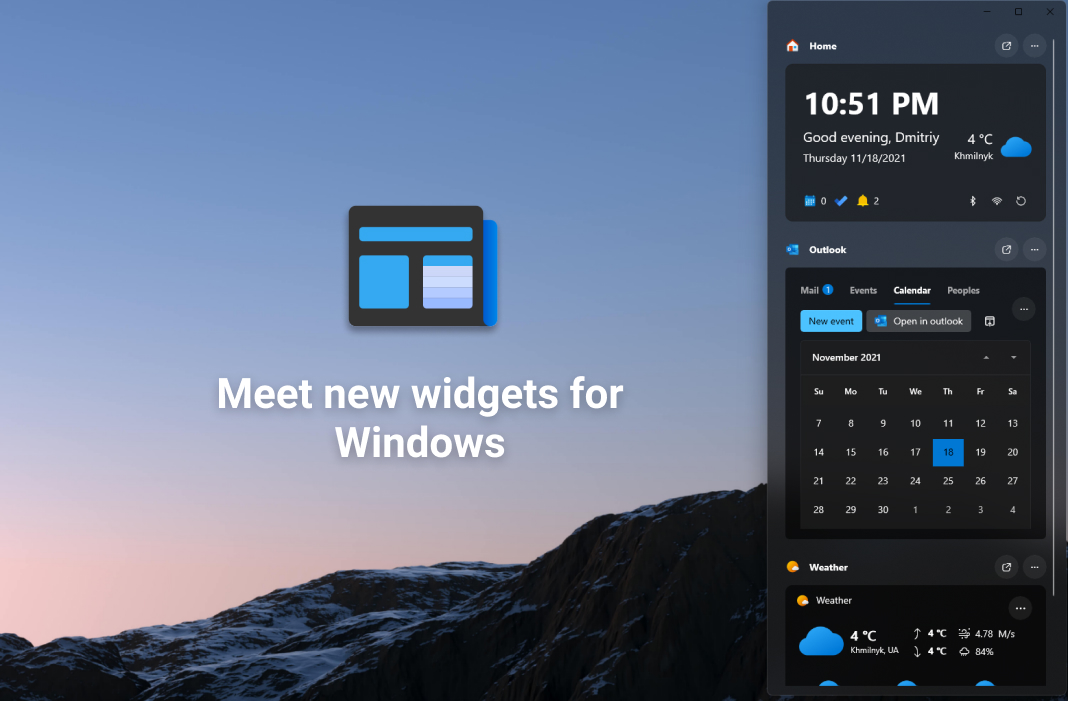 Meet new widgets for
Windows
Home
10:51 PM
Good evening, Dmitriy
Thursday 11/18/2021
4 °C
Khmilnyk
0
2
Outlook
Mail 1 Events Calendar Peoples
New event Open in outlook
November 2021
Su Mo Tu We Th Fr Sa
7 8 9 10 11 12 13
14 15 16 17 18 19 20
21 22 23 24 25 26 27
28 29 30 1 2 3 4
Weather
Weather
4 °C
Khmilnyk, UA
4 °C 4.78 M/s
4 °C 84%